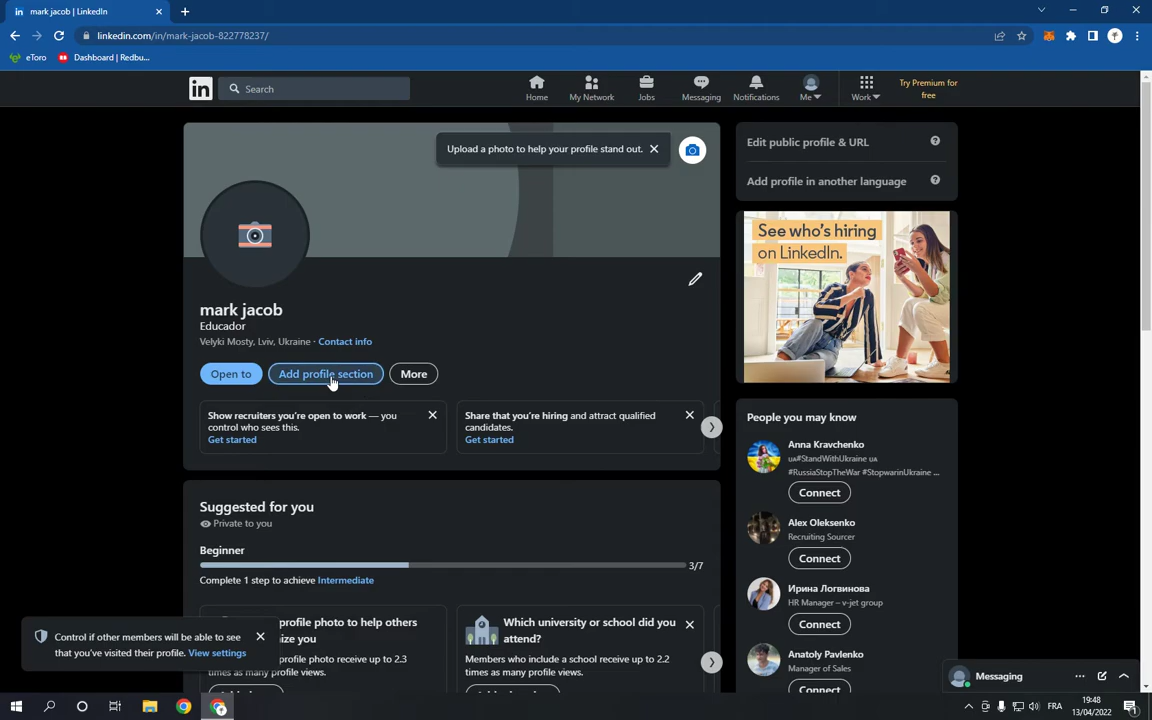 mark jacob | LinkedIn
linkedin.com/in/mark-jacob-822778237/
eToro
Dashboard | Redbu...
in
Search
Home
My Network
Jobs
Messaging
Notifications
Me
Work
Try Premium for
free
Upload a photo to help your profile stand out.
mark jacob
Educador
Velyki Mosty, Lviv, Ukraine · Contact info
Open to
Add profile section
More
Show recruiters you're open to work — you
control who sees this.
Get started
Share that you're hiring and attract qualified
candidates.
Get started
Suggested for you
Private to you
Beginner
3/7
Complete 1 step to achieve Intermediate
profile photo to help others
ize you
profile photo receive up to 2.3
times as many profile views.
Which university or school did you
attend?
Members who include a school receive up to 2.2
times as many profile views.
Control if other members will be able to see
that you've visited their profile. View settings
Edit public profile & URL
Add profile in another language
See who's hiring
on LinkedIn.
People you may know
Anna Kravchenko
UA#StandWithUkraine UA
#RussiaStopTheWar #StopwarinUkraine ...
Connect
Alex Oleksenko
Recruiting Sourcer
Connect
Ирина Логвинова
HR Manager – v-jet group
Connect
Anatoly Pavlenko
Manager of Sales
Connect
Messaging
FRA
19:48
13/04/2022